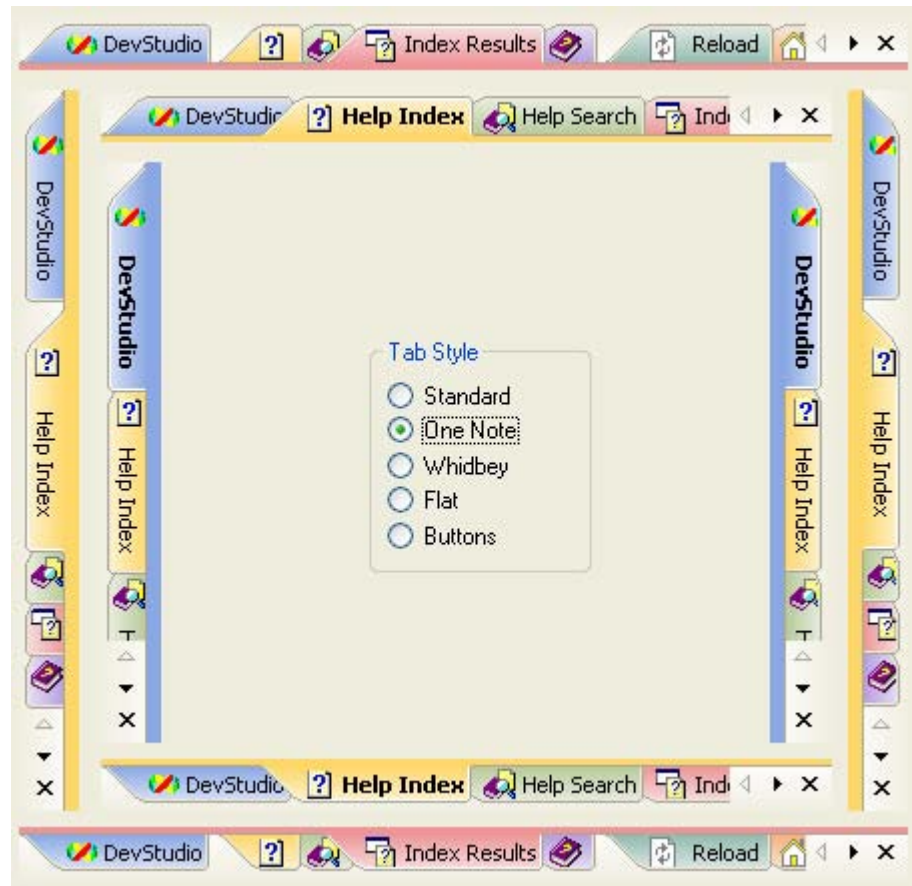 DevStudio Index Results Reload
DevStudio Help Index Help Search Ind
DevStudio
Help Index
DevStudio
Help Index
Tab Style
Standard
One Note
Whidbey
Flat
Buttons
DevStudio
Help Index
DevStudio
Help Index
DevStudio Help Index Help Search Ind
DevStudio Index Results Reload